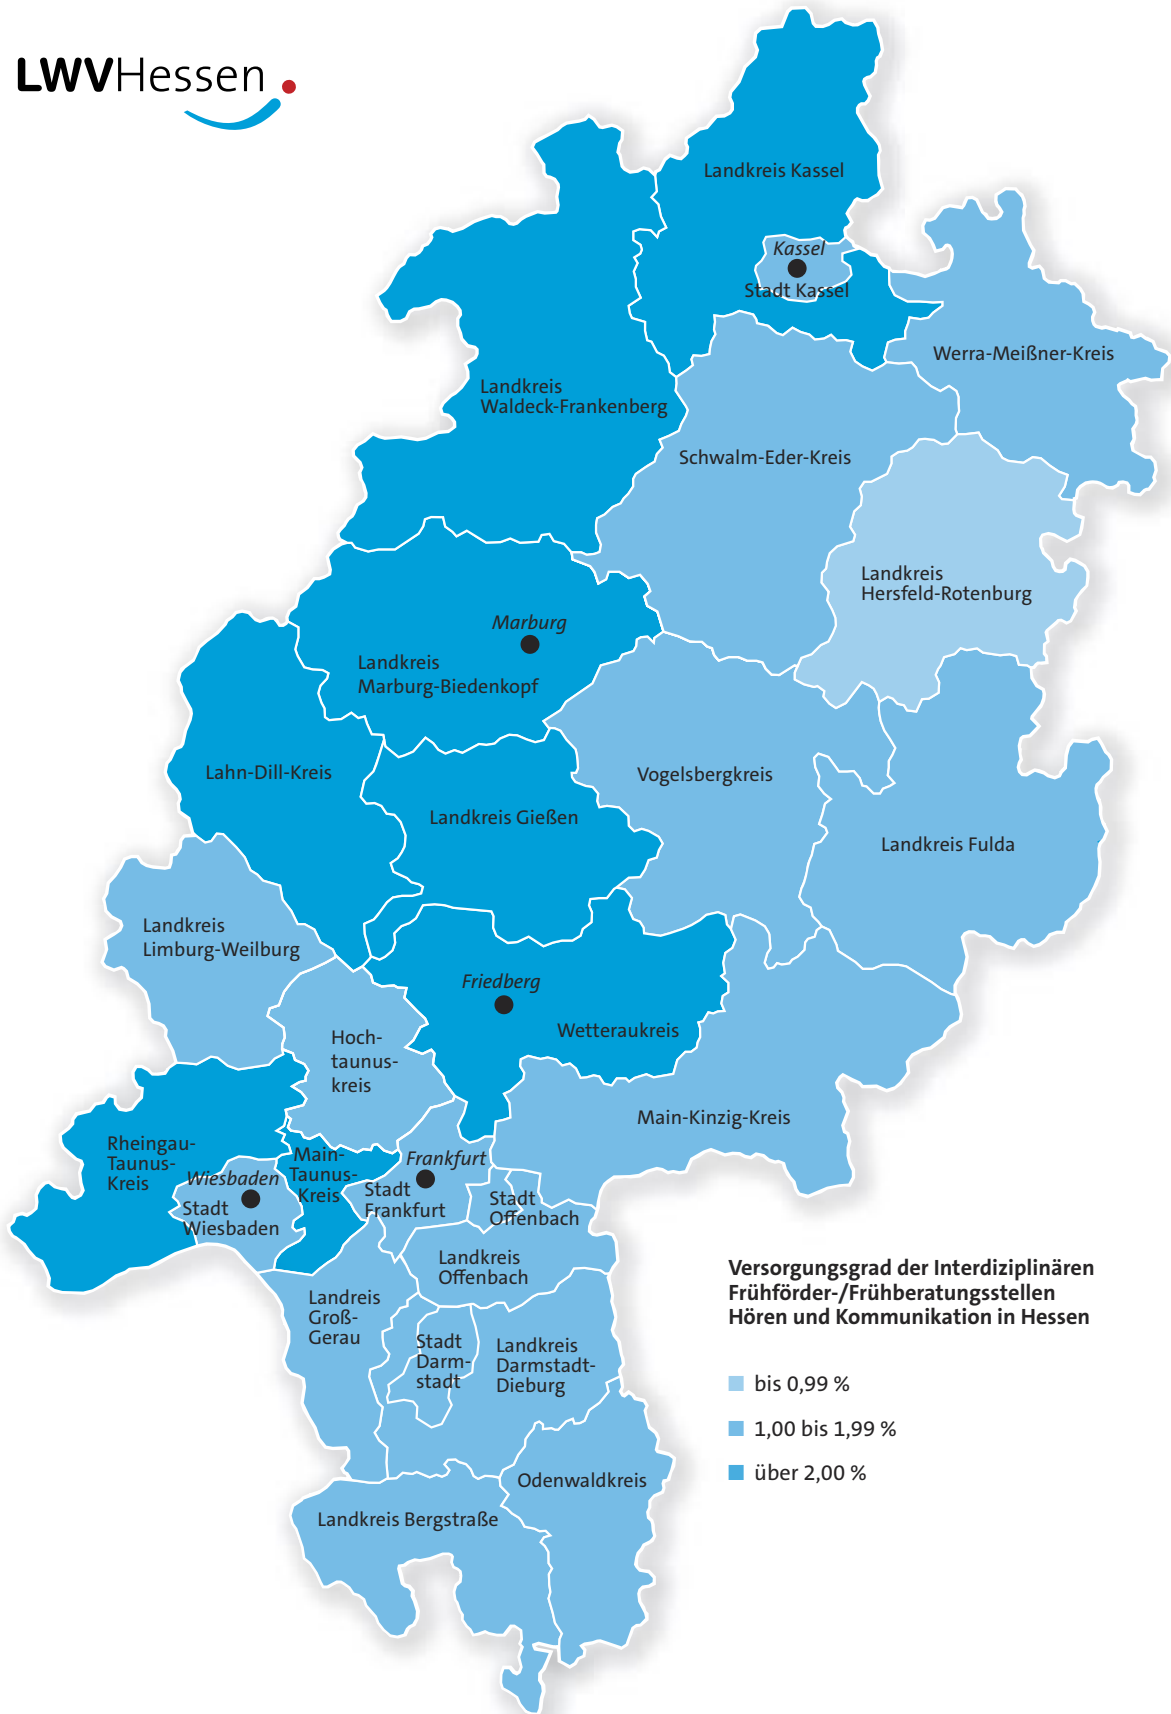 LWVHessen
Landkreis Kassel
Kassel
Stadt Kassel
Werra-Meißner-Kreis
Landkreis
Waldeck-Frankenberg
Schwalm-Eder-Kreis
Landkreis
Hersfeld-Rotenburg
Marburg
Landkreis
Marburg-Biedenkopf
Lahn-Dill-Kreis
Vogelsbergkreis
Landkreis Gießen
Landkreis Fulda
Landkreis
Limburg-Weilburg
Friedberg
Wetteraukreis
Hoch-
taunus-
kreis
Main-Kinzig-Kreis
Rheingau-
Taunus-
Kreis
Wiesbaden
Stadt
Wiesbaden
Main-
Taunus-
Kreis
Frankfurt
Stadt
Frankfurt
Stadt
Offenbach
Landkreis
Offenbach
Landreis
Groß-
Gerau
Stadt
Darm-
stadt
Landkreis
Darmstadt-
Dieburg
Odenwaldkreis
Landkreis Bergstraße
Versorgungsgrad der Interdiziplinären
Frühförder-/Frühberatungsstellen
Hören und Kommunikation in Hessen
bis 0,99 %
1,00 bis 1,99 %
über 2,00 %